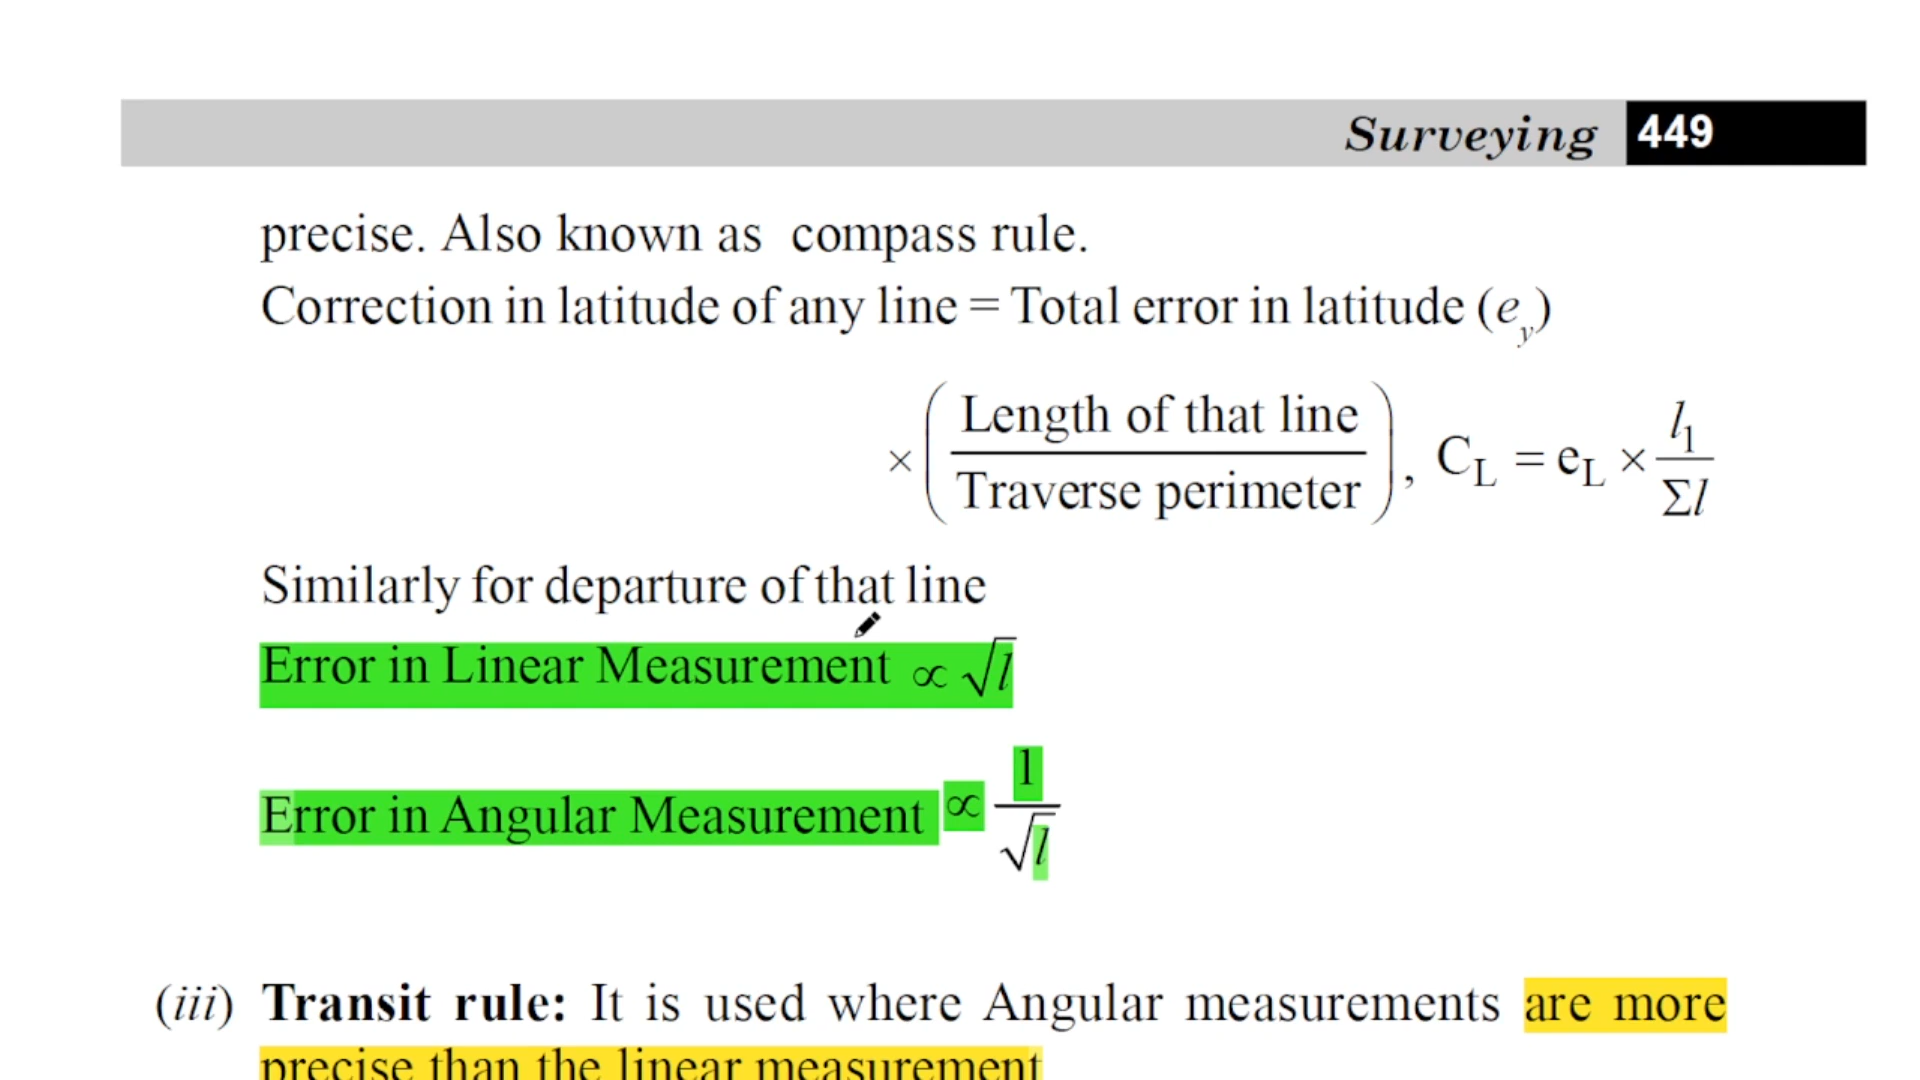 Surveying 449
precise. Also known as compass rule.
Correction in latitude of any line = Total error in latitude (e_y)
× (Length of that line / Traverse perimeter), C_L = e_L × l_1 / Σl
Similarly for departure of that line
Error in Linear Measurement ∝ √l
Error in Angular Measurement ∝ 1/√l
(iii) Transit rule: It is used where Angular measurements are more
precise than the linear measurement